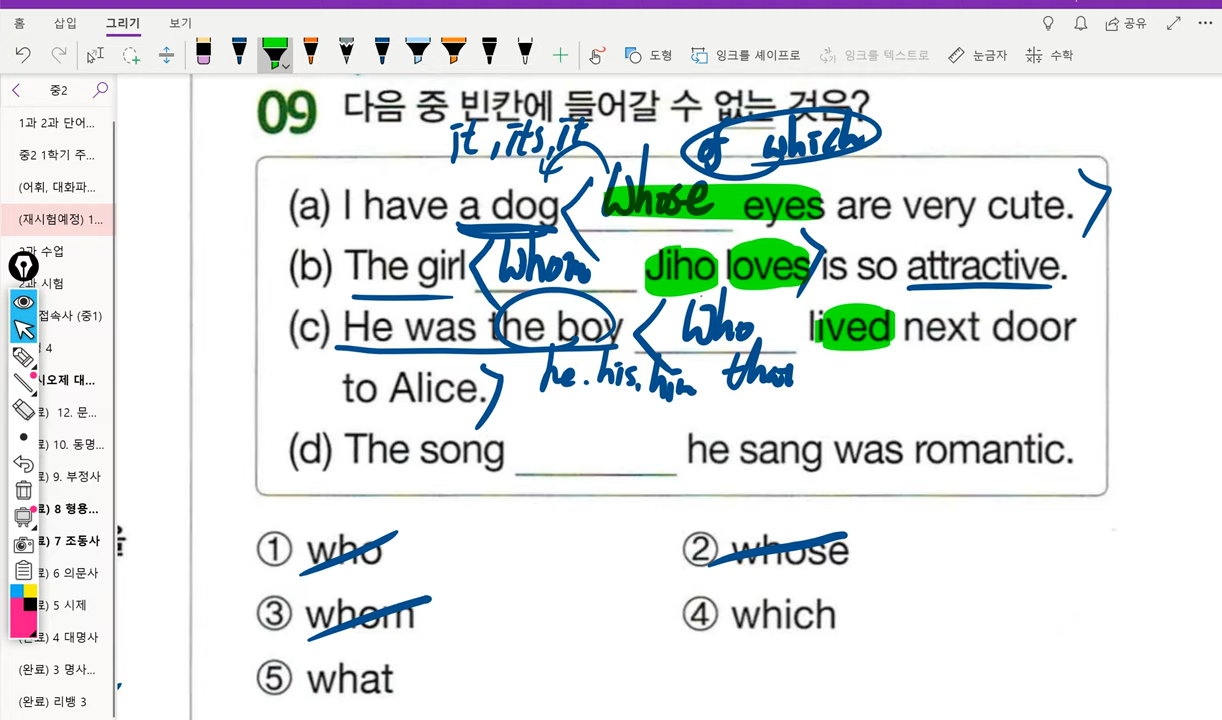 홈 삽입 그리기 보기
공유
도형 잉크를 셰이프로 잉크를 텍스트로 눈금자 수학
중2
1과 2과 단어...
중2 1학기 주...
(어휘, 대화파...
(재시험예정) 1...
2과 수업
2과 시험
접속사 (중1)
4
시오제 대...
료) 12. 문...
료) 10. 동명...
료) 9. 부정사
료) 8 형용...
료) 7 조동사
료) 6 의문사
료) 5 시제
(완료) 4 대명사
(완료) 3 명사...
(완료) 리뱅 3
09 다음 중 빈칸에 들어갈 수 없는 것은?
it, its, it of which
(a) I have a dog whose eyes are very cute.
(b) The girl whom Jiho loves is so attractive.
(c) He was the boy who lived next door
to Alice. he. his. him that
(d) The song ________ he sang was romantic.
① who ② whose
③ whom ④ which
⑤ what